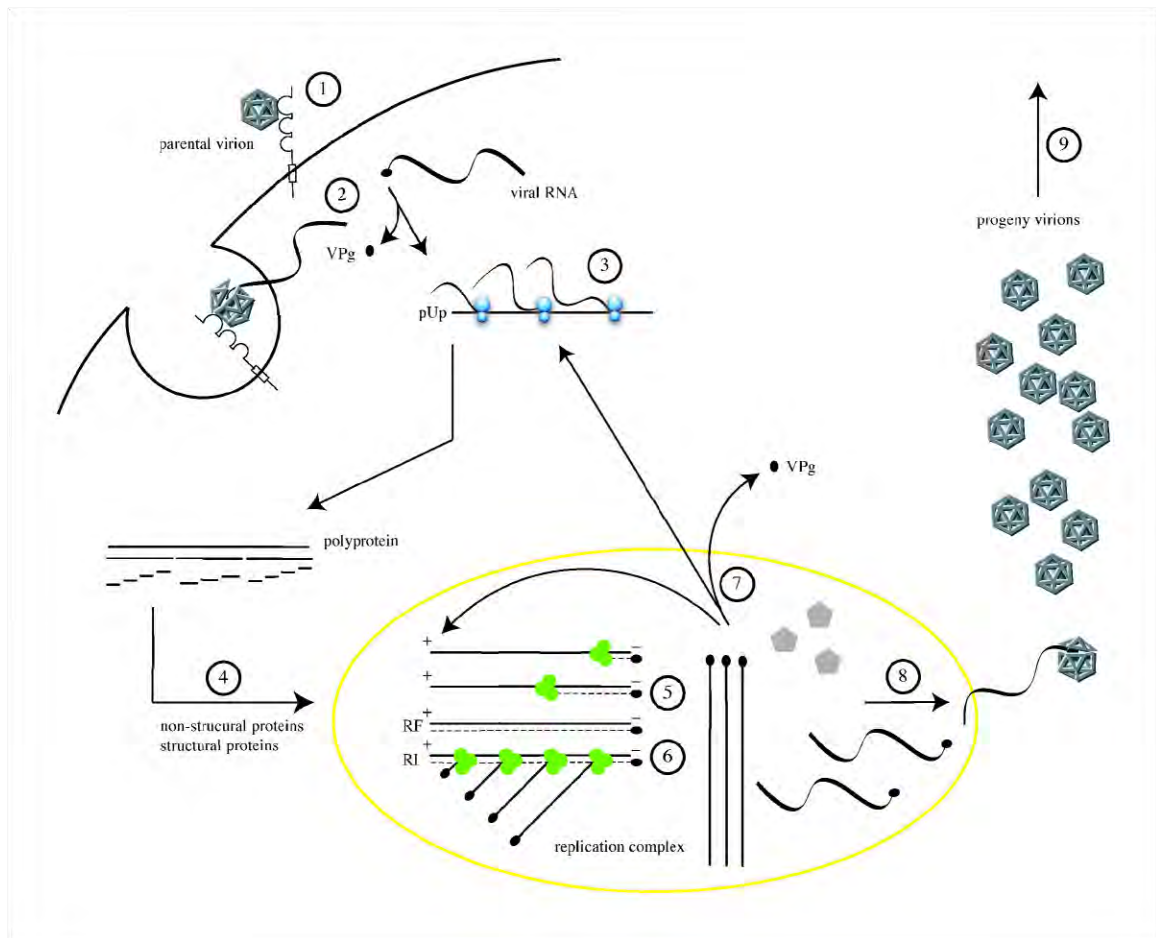 1
parental virion
2
viral RNA
VPg
3
pUp
9
progeny virions
VPg
polyprotein
7
4
non-strucural proteins
structural proteins
+ −
+ − 5
RF + −
RI + − 6
8
replication complex